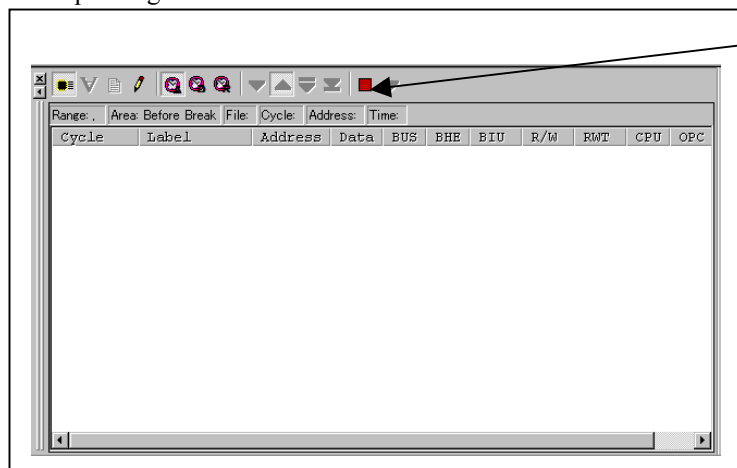 Range: , Area: Before Break File: Cycle: Address: Time:
Cycle Label Address Data BUS BHE BIU R/W RWT CPU OPC